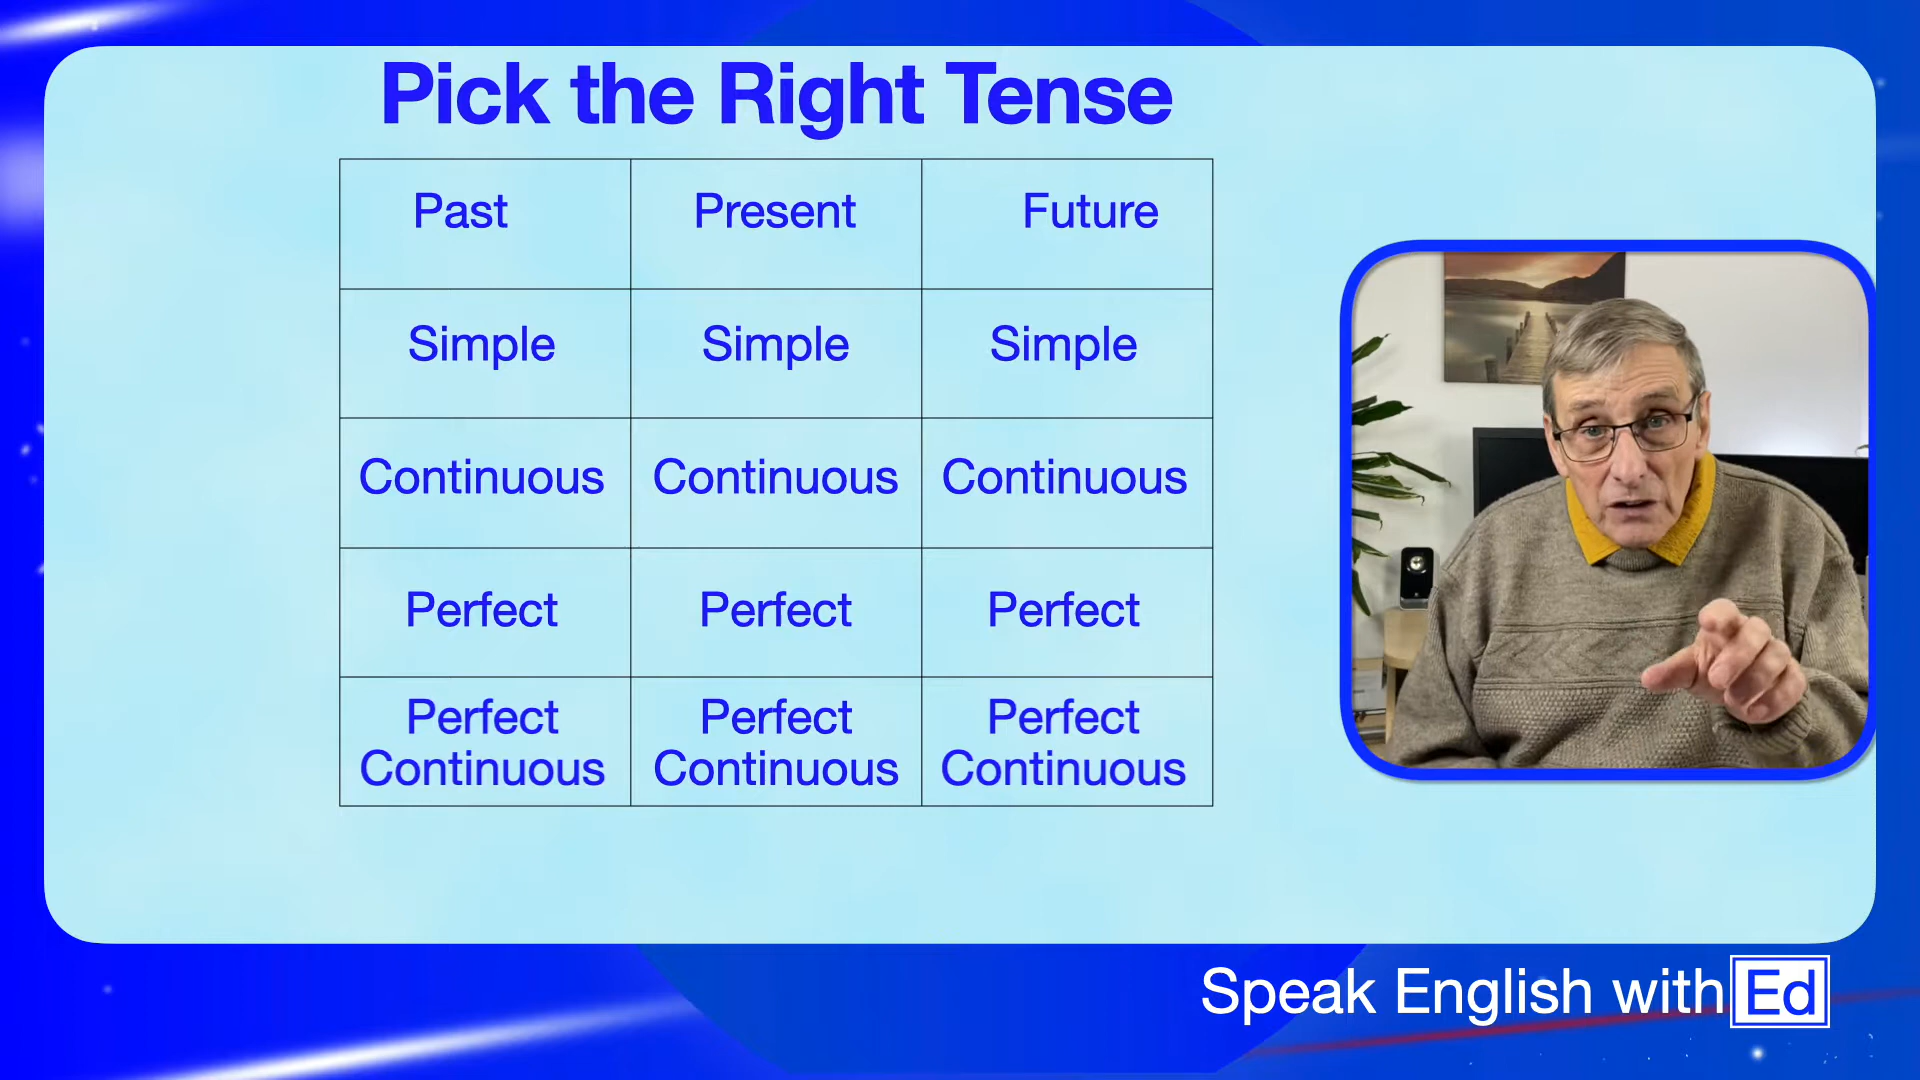 Pick the Right Tense
Past Present Future
Simple Simple Simple
Continuous Continuous Continuous
Perfect Perfect Perfect
Perfect Perfect Perfect
Continuous Continuous Continuous
Speak English with Ed